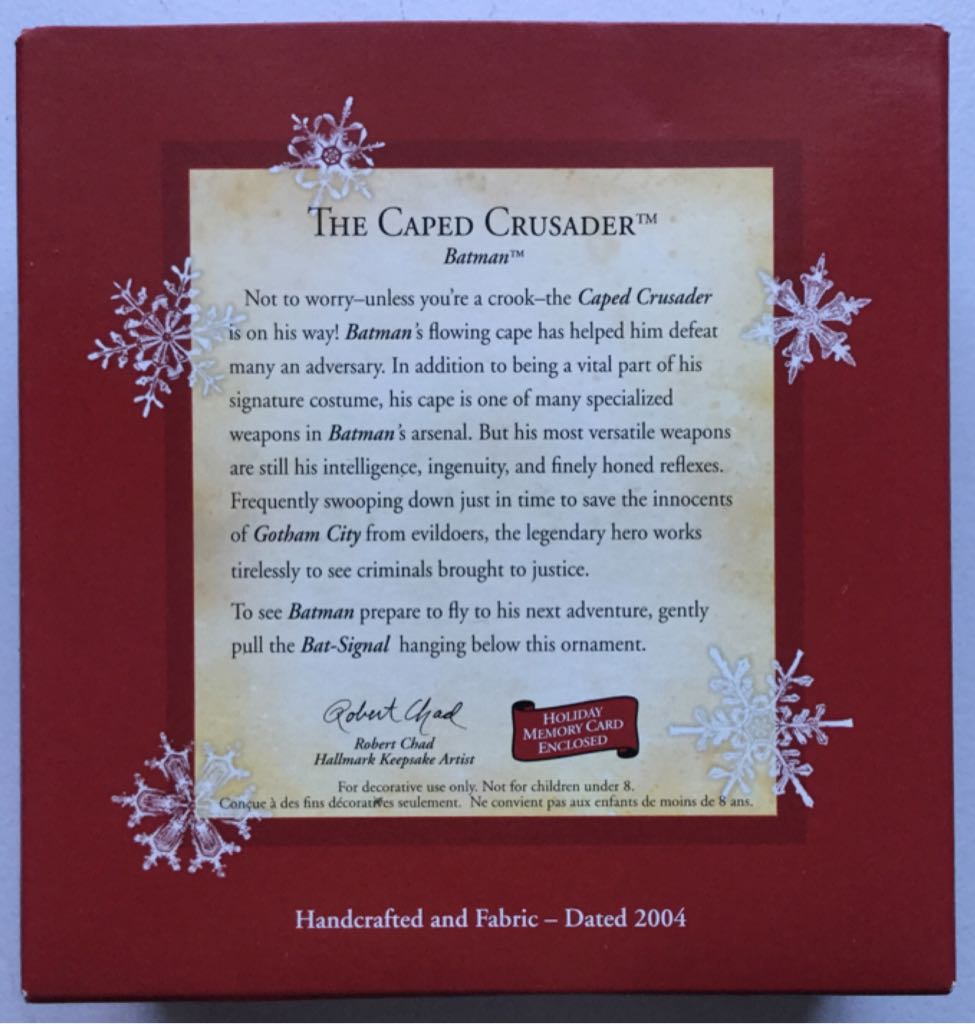 THE CAPED CRUSADER™
Batman™
Not to worry–unless you're a crook–the Caped Crusader
is on his way! Batman's flowing cape has helped him defeat
many an adversary. In addition to being a vital part of his
signature costume, his cape is one of many specialized
weapons in Batman's arsenal. But his most versatile weapons
are still his intelligence, ingenuity, and finely honed reflexes.
Frequently swooping down just in time to save the innocents
of Gotham City from evildoers, the legendary hero works
tirelessly to see criminals brought to justice.
To see Batman prepare to fly to his next adventure, gently
pull the Bat-Signal hanging below this ornament.
Robert Chad
Robert Chad
Hallmark Keepsake Artist
HOLIDAY
MEMORY CARD
ENCLOSED
For decorative use only. Not for children under 8.
Conçue à des fins décoratives seulement. Ne convient pas aux enfants de moins de 8 ans.
Handcrafted and Fabric – Dated 2004